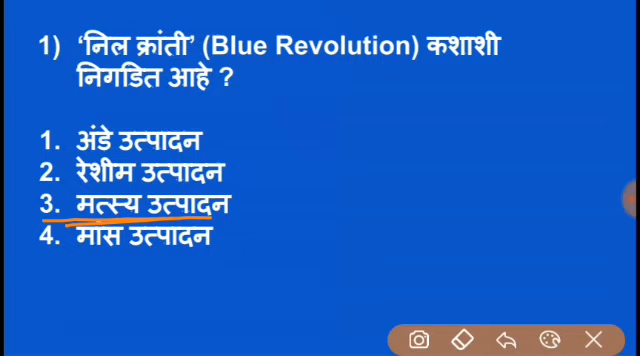 1) ‘निल क्रांती’ (Blue Revolution) कशाशी
निगडित आहे ?
1. अंडे उत्पादन
2. रेशीम उत्पादन
3. मत्स्य उत्पादन
4. मांस उत्पादन